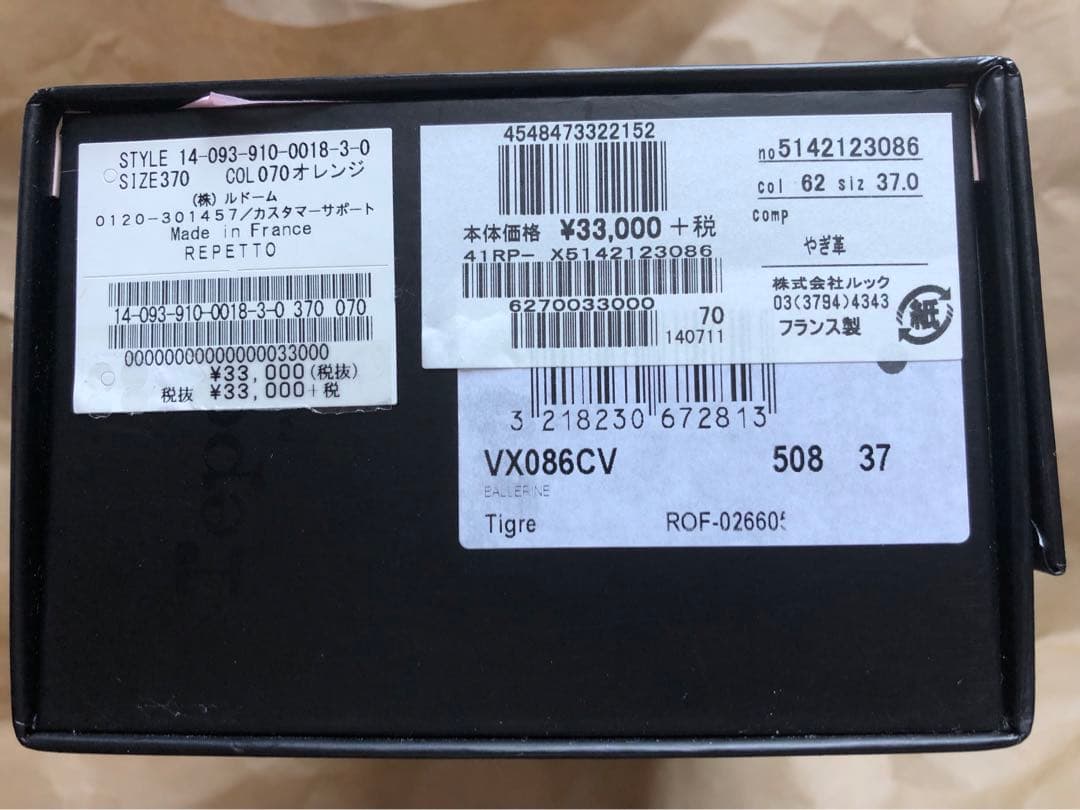 STYLE 14-093-910-0018-3-0
SIZE370 COL070オレンジ
(株)ルドーム
0120-301457/カスタマーサポート
Made in France
REPETTO
14-093-910-0018-3-0 370 070
00000000000000033000
¥33,000(税抜)
税抜 ¥33,000+税
4548473322152
本体価格 ¥33,000+税
41RP- X5142123086
6270033000
70
140711
no5142123086
col 62 siz 37.0
comp
やぎ革
株式会社ルック
03(3794)4343
フランス製
紙
3 218230 672813
VX086CV 508 37
BALLERINE
Tigre ROF-026605